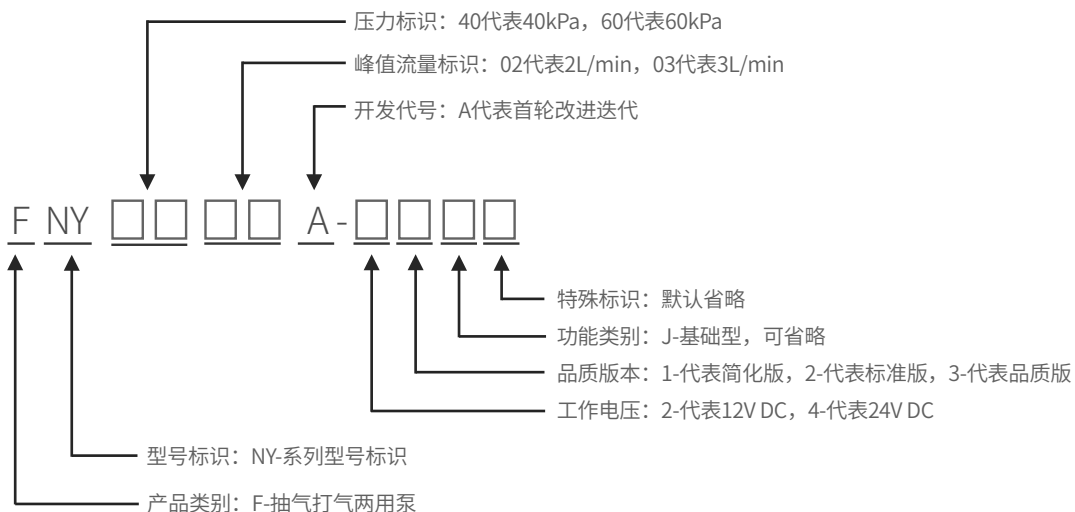 压力标识：40代表40kPa，60代表60kPa
峰值流量标识：02代表2L/min，03代表3L/min
开发代号：A代表首轮改进迭代
F NY □□ □□ A-□□□□
特殊标识：默认省略
功能类别：J-基础型，可省略
品质版本：1-代表简化版，2-代表标准版，3-代表品质版
工作电压：2-代表12V DC，4-代表24V DC
型号标识：NY-系列型号标识
产品类别：F-抽气打气两用泵